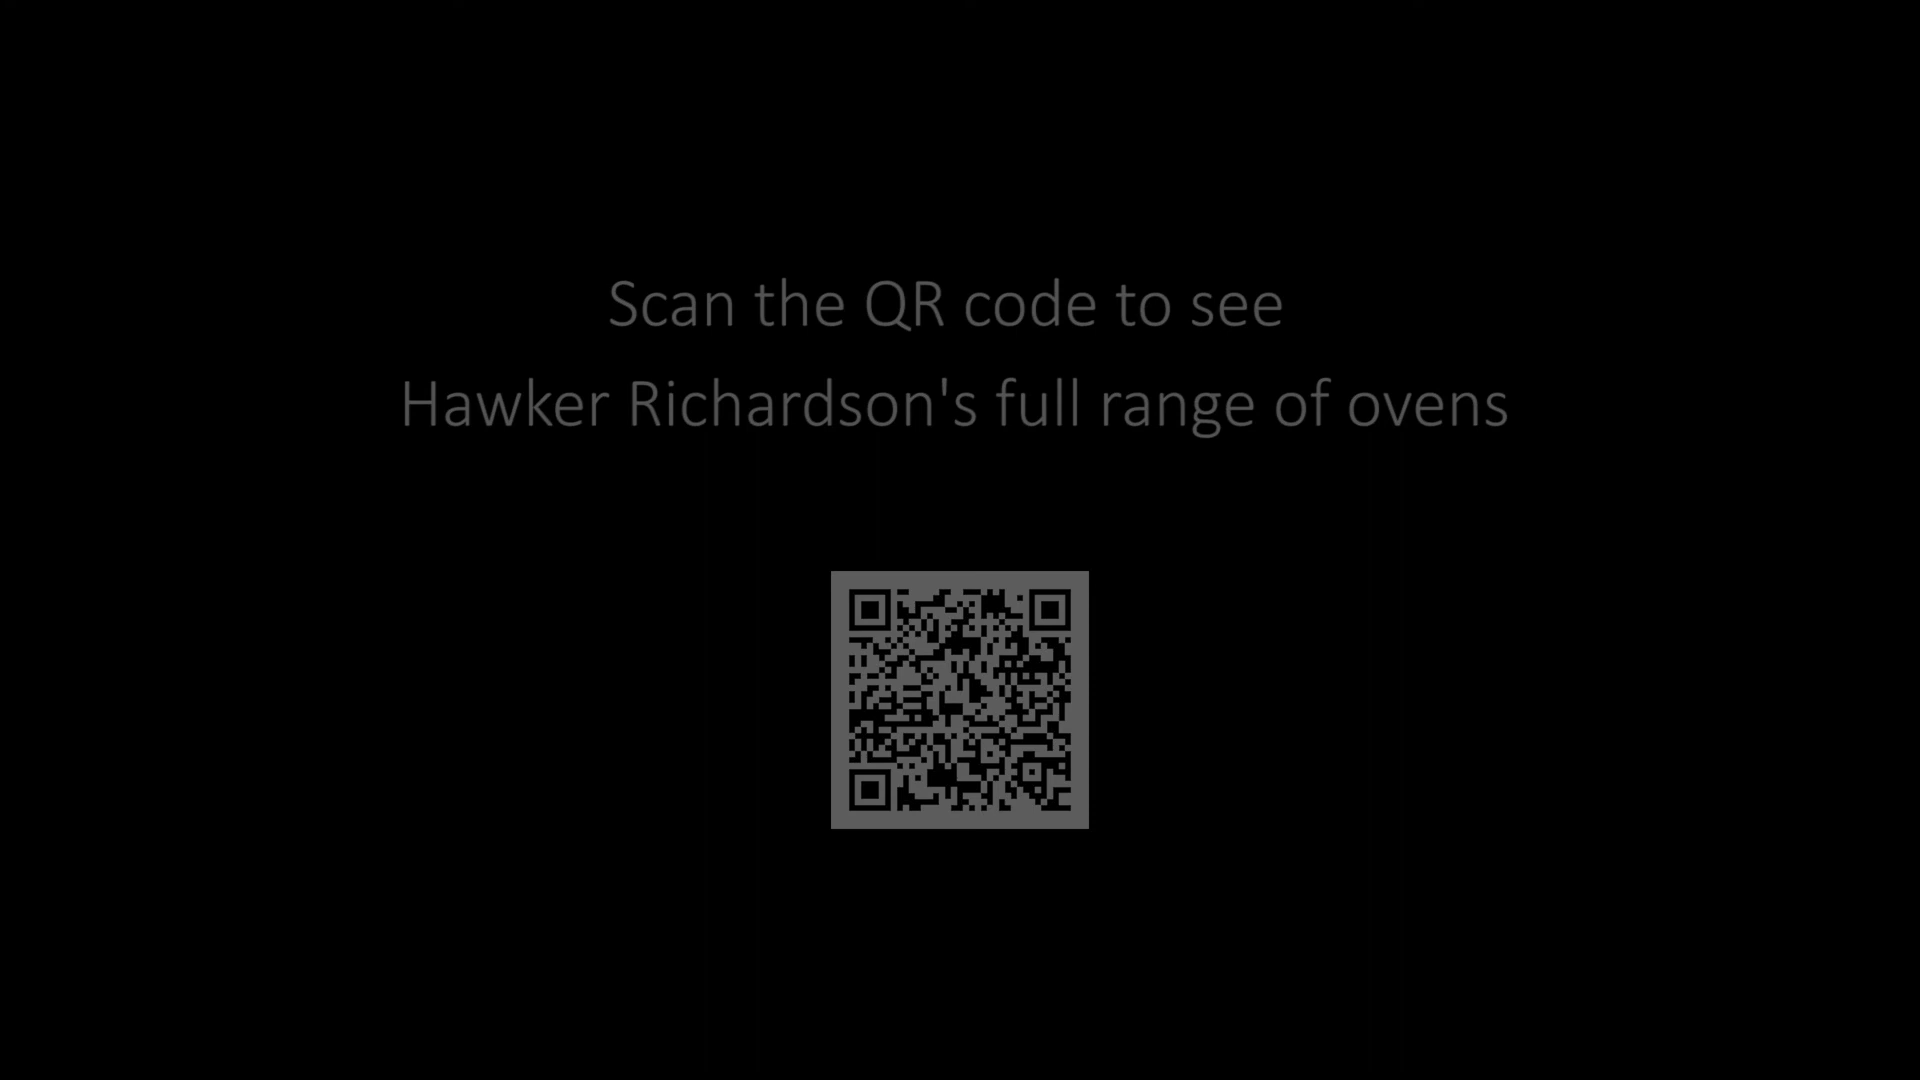 Scan the QR code to see
Hawker Richardson's full range of ovens